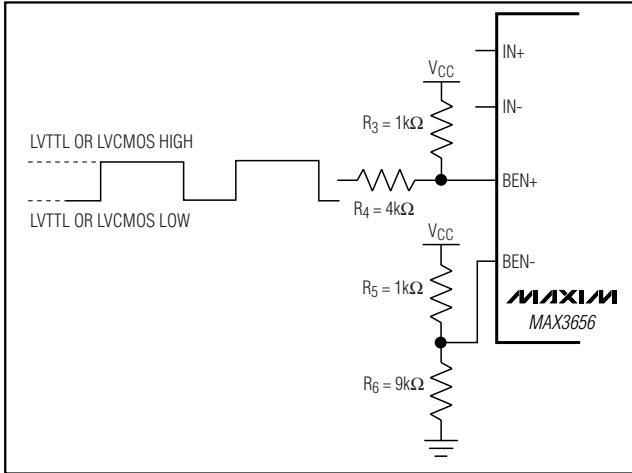 IN+
VCC
IN-
R3 = 1kΩ
LVTTL OR LVCMOS HIGH
BEN+
R4 = 4kΩ
LVTTL OR LVCMOS LOW
VCC
BEN-
R5 = 1kΩ
MAXIM
MAX3656
R6 = 9kΩ